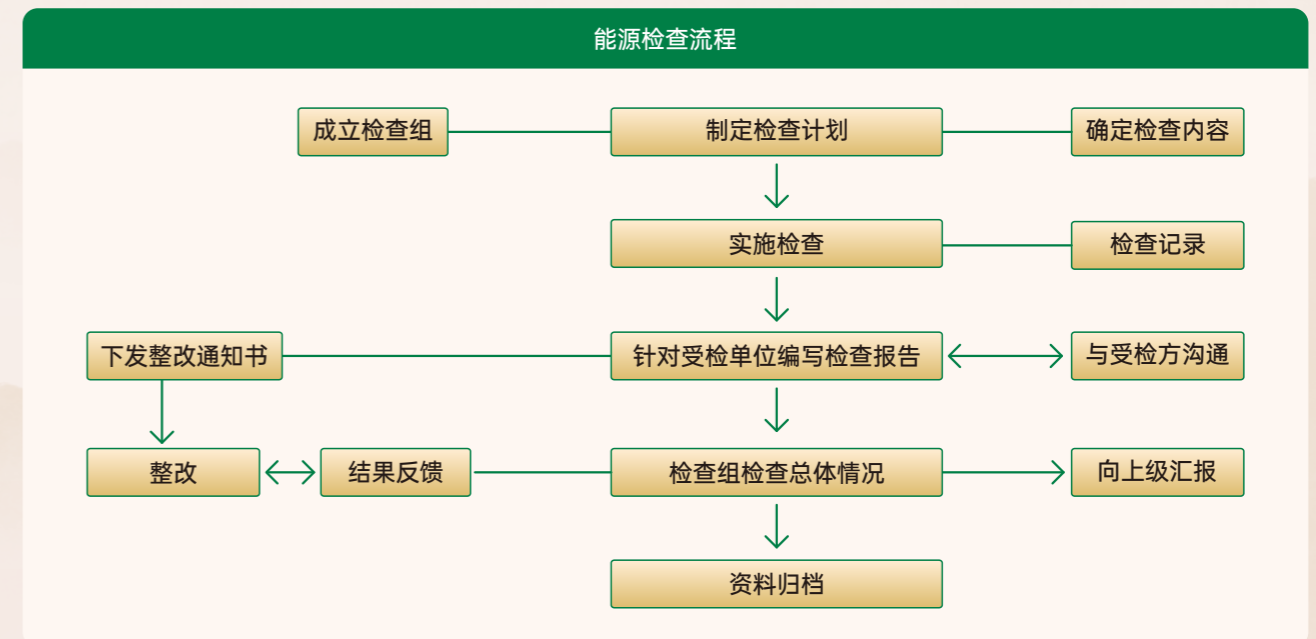 能源检查流程
成立检查组
制定检查计划
确定检查内容
实施检查
检查记录
下发整改通知书
针对受检单位编写检查报告
与受检方沟通
整改
结果反馈
检查组检查总体情况
向上级汇报
资料归档